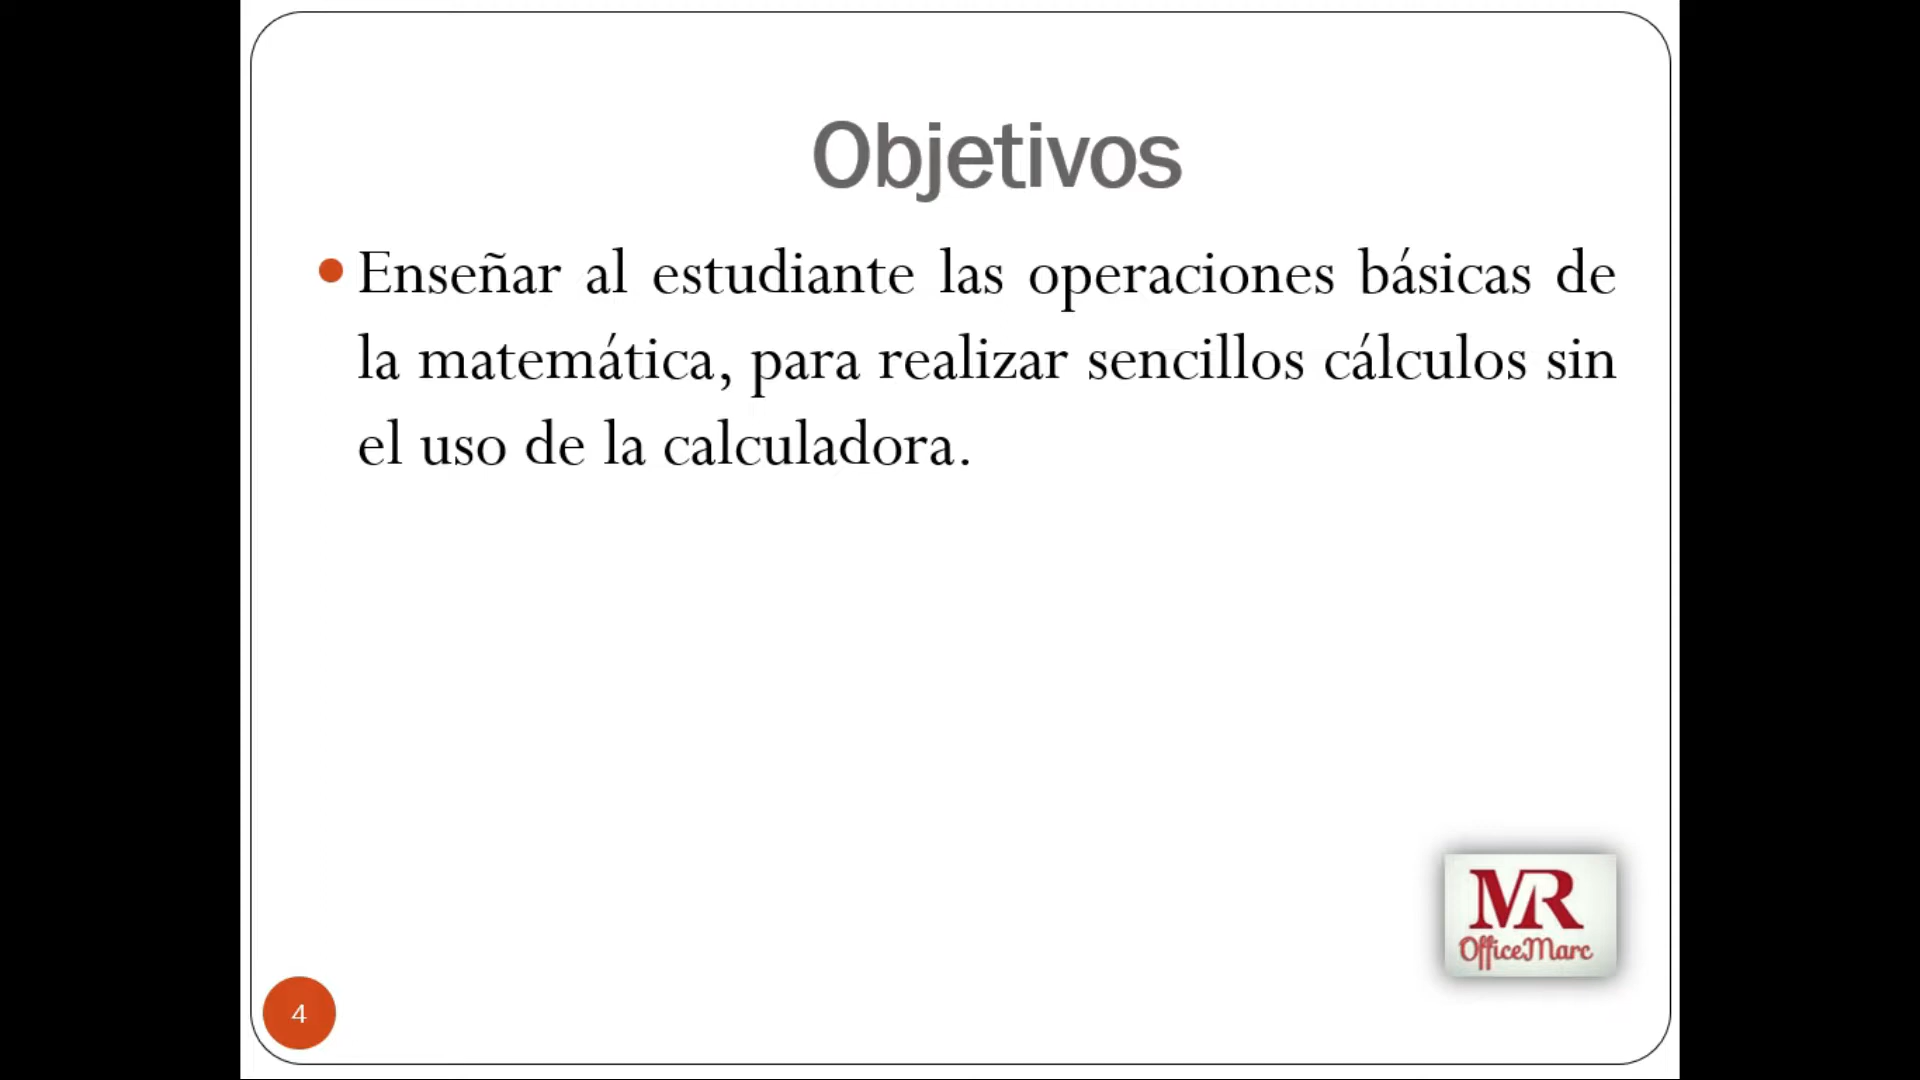 Objetivos
Enseñar al estudiante las operaciones básicas de
la matemática, para realizar sencillos cálculos sin
el uso de la calculadora.
MR
OfficeMarc
4